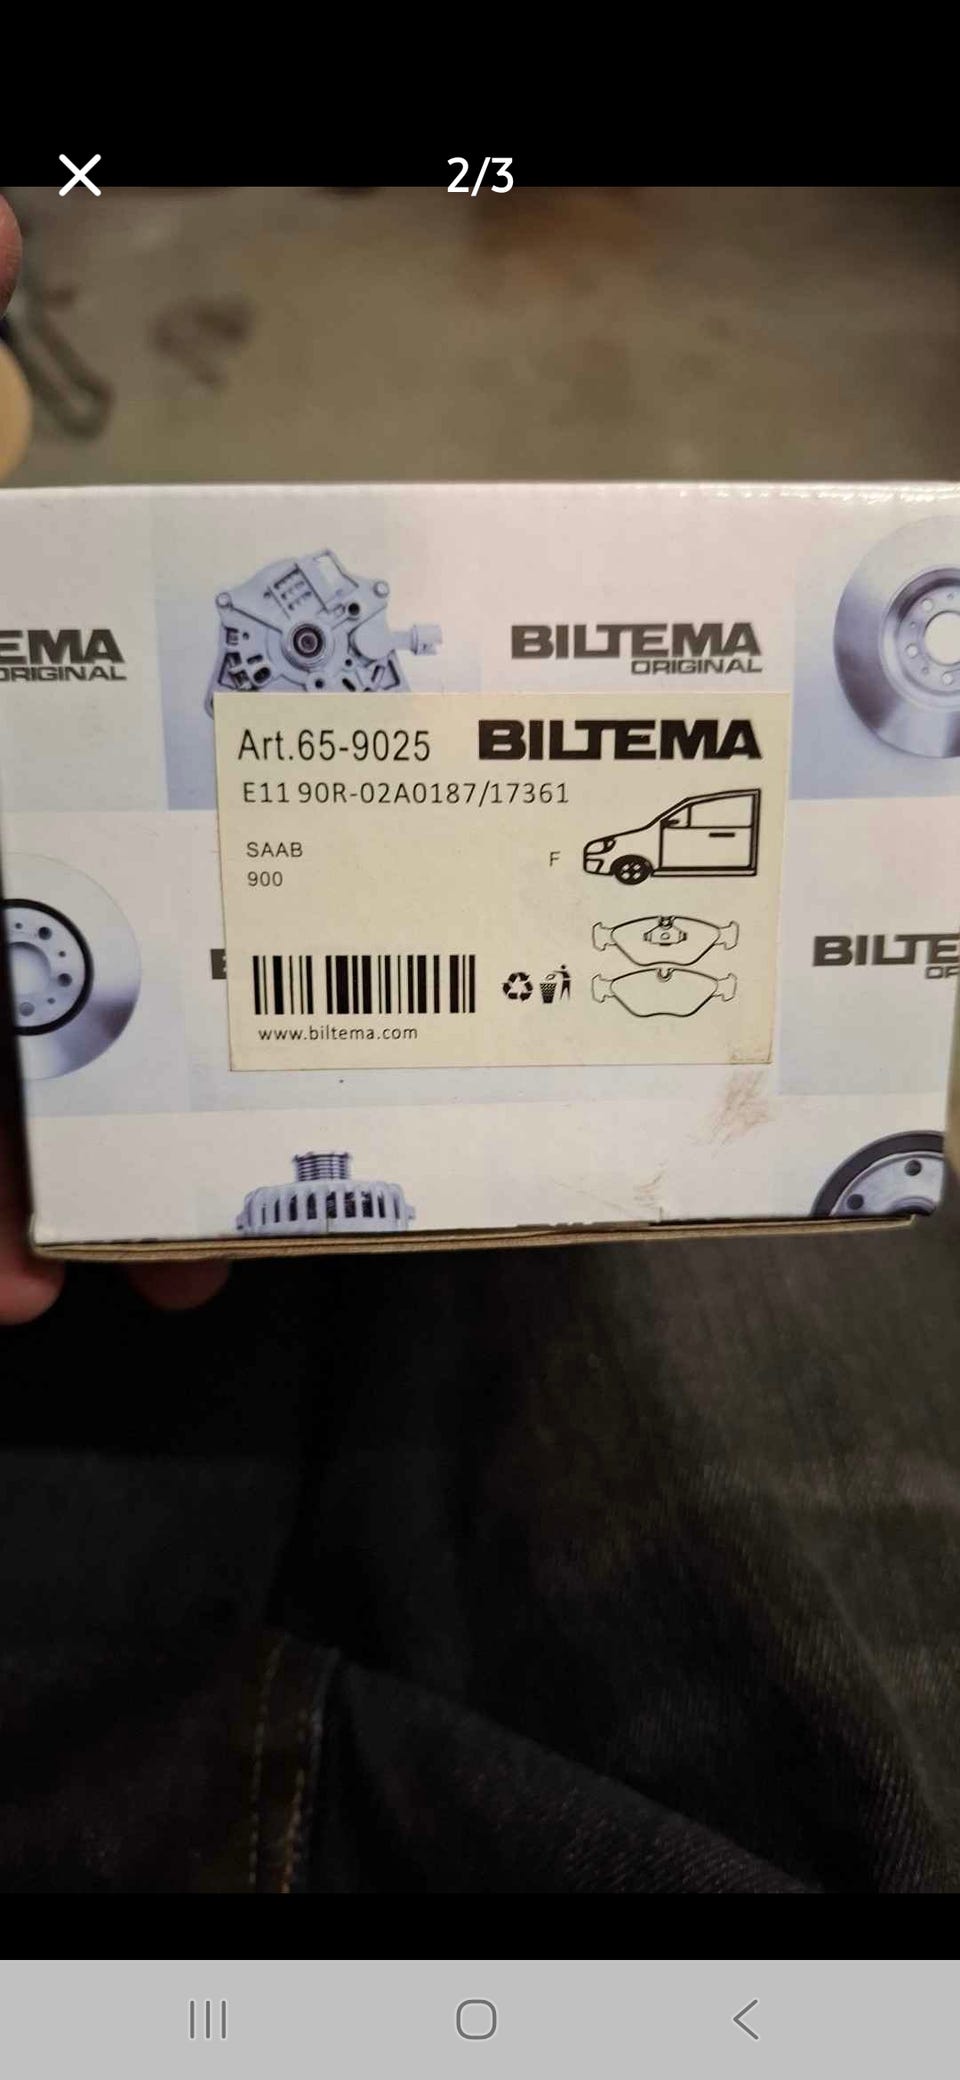 2/3
EMA
ORIGINAL
BILTEMA
ORIGINAL
Art.65-9025 BILTEMA
E11 90R-02A0187/17361
SAAB
900
F
www.biltema.com
BILTE